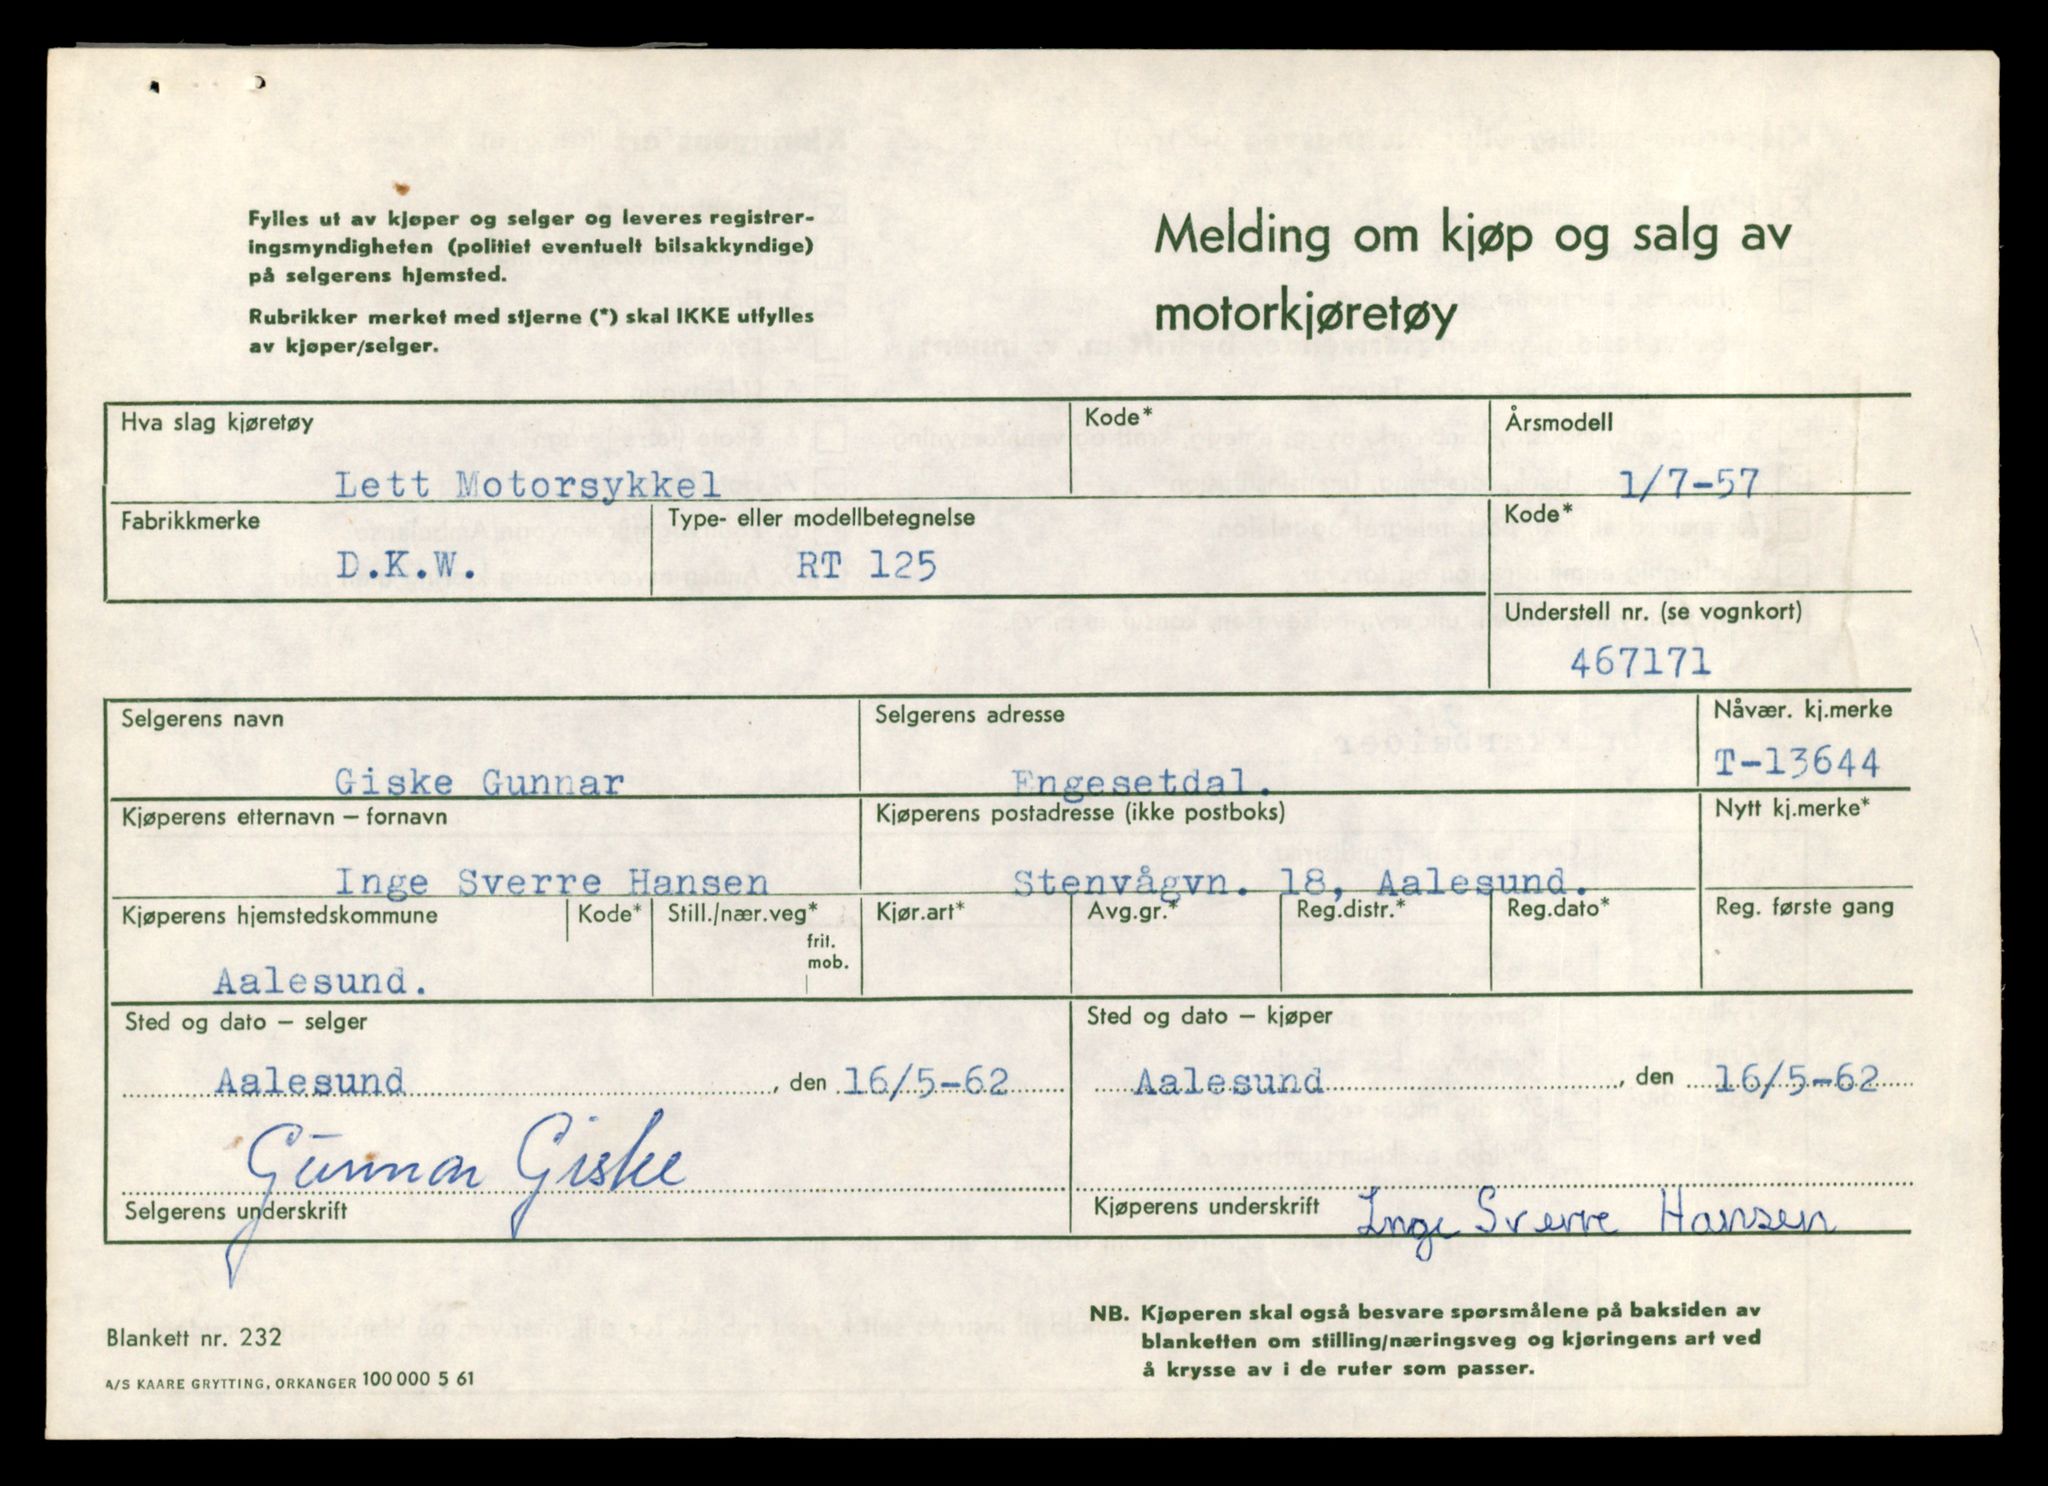 Fylles ut av kjøper og selger og leveres registrer-
ingsmyndigheten (politiet eventuelt bilsakkyndige)
på selgerens hjemsted.
Rubrikker merket med stjerne (*) skal IKKE utfylles
av kjøper/selger.
Melding om kjøp og salg av
motorkjøretøy
Hva slag kjøretøy Kode* Årsmodell
Lett Motorsykkel 1/7-57
Fabrikkmerke Type- eller modellbetegnelse Kode*
D.K.W. RT 125
Understell nr. (se vognkort)
467171
Selgerens navn Selgerens adresse Nåvær. kj.merke
Giske Gunnar Engesetdal. T-13644
Kjøperens etternavn – fornavn Kjøperens postadresse (ikke postboks) Nytt kj.merke*
Inge Sverre Hansen Stenvågvn. 18, Aalesund.
Kjøperens hjemstedskommune Kode* Still./nær.veg* Kjør.art* Avg.gr.* Reg.distr.* Reg.dato* Reg. første gang
frit.
mob.
Aalesund.
Sted og dato – selger Sted og dato – kjøper
Aalesund, den 16/5-62 Aalesund, den 16/5-62
Gunnar Giske
Selgerens underskrift Kjøperens underskrift Inge Sverre Hansen
NB. Kjøperen skal også besvare spørsmålene på baksiden av
blanketten om stilling/næringsveg og kjøringens art ved
å krysse av i de ruter som passer.
Blankett nr. 232
A/S KAARE GRYTTING, ORKANGER 100 000 5 61